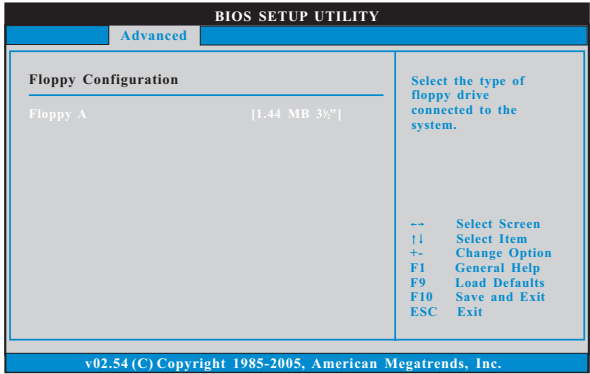 BIOS SETUP UTILITY
Advanced
Floppy Configuration
Floppy A [1.44 MB 3½"]
Select the type of
floppy drive
connected to the
system.
←→ Select Screen
↑↓ Select Item
+- Change Option
F1 General Help
F9 Load Defaults
F10 Save and Exit
ESC Exit
v02.54 (C) Copyright 1985-2005, American Megatrends, Inc.